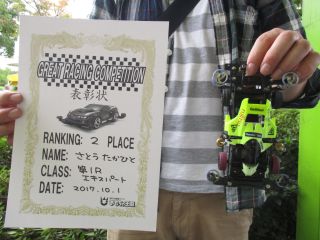 GREAT RACING COMPETITION
表彰状
RANKING: 2 PLACE
NAME: さとう たかひと
CLASS: 第1R
エキスパート
DATE: 2017.10.1